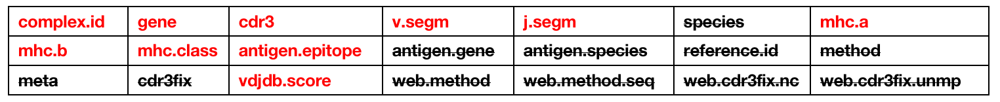 complex.id gene cdr3 v.segm j.segm species mhc.a
mhc.b mhc.class antigen.epitope antigen.gene antigen.species reference.id method
meta cdr3fix vdjdb.score web.method web.method.seq web.cdr3fix.nc web.cdr3fix.unmp